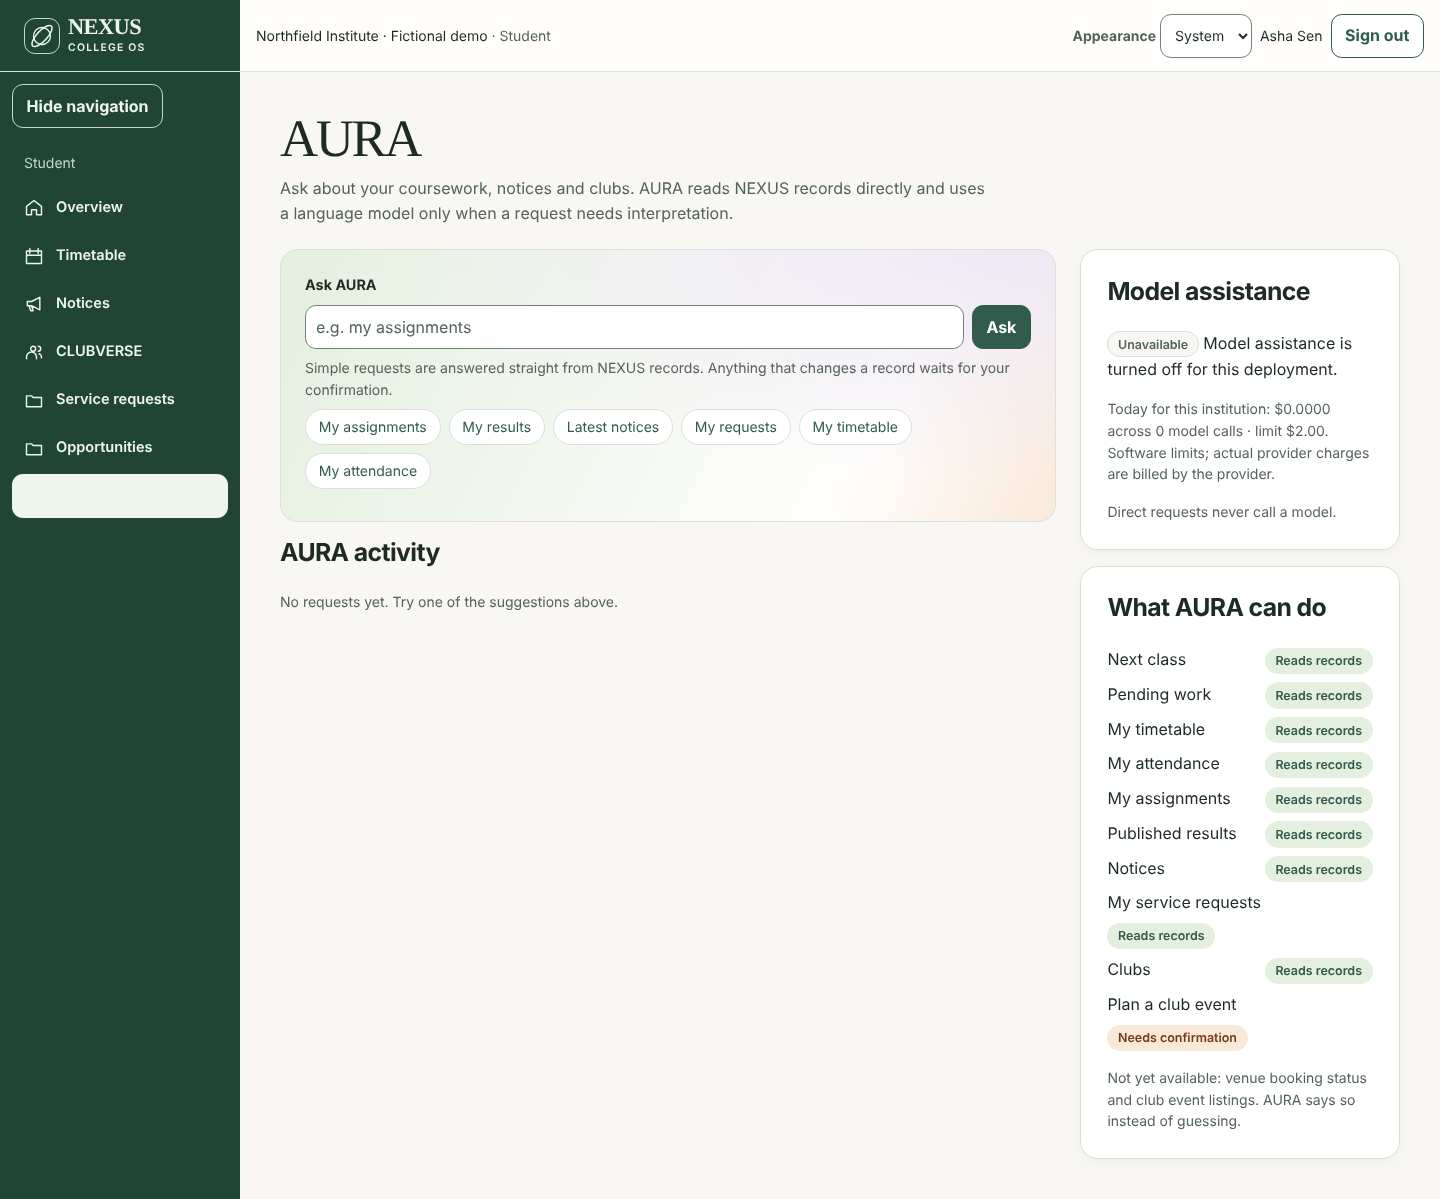 NEXUS
COLLEGE OS
Northfield Institute · Fictional demo · Student
Appearance
System
Asha Sen
Sign out
Hide navigation
Student
Overview
Timetable
Notices
CLUBVERSE
Service requests
Opportunities
AURA
Ask about your coursework, notices and clubs. AURA reads NEXUS records directly and uses
a language model only when a request needs interpretation.
Ask AURA
e.g. my assignments
Ask
Simple requests are answered straight from NEXUS records. Anything that changes a record waits for your
confirmation.
My assignments
My results
Latest notices
My requests
My timetable
My attendance
AURA activity
No requests yet. Try one of the suggestions above.
Model assistance
Unavailable Model assistance is
turned off for this deployment.
Today for this institution: $0.0000
across 0 model calls · limit $2.00.
Software limits; actual provider charges
are billed by the provider.
Direct requests never call a model.
What AURA can do
Next class Reads records
Pending work Reads records
My timetable Reads records
My attendance Reads records
My assignments Reads records
Published results Reads records
Notices Reads records
My service requests
Reads records
Clubs Reads records
Plan a club event
Needs confirmation
Not yet available: venue booking status
and club event listings. AURA says so
instead of guessing.